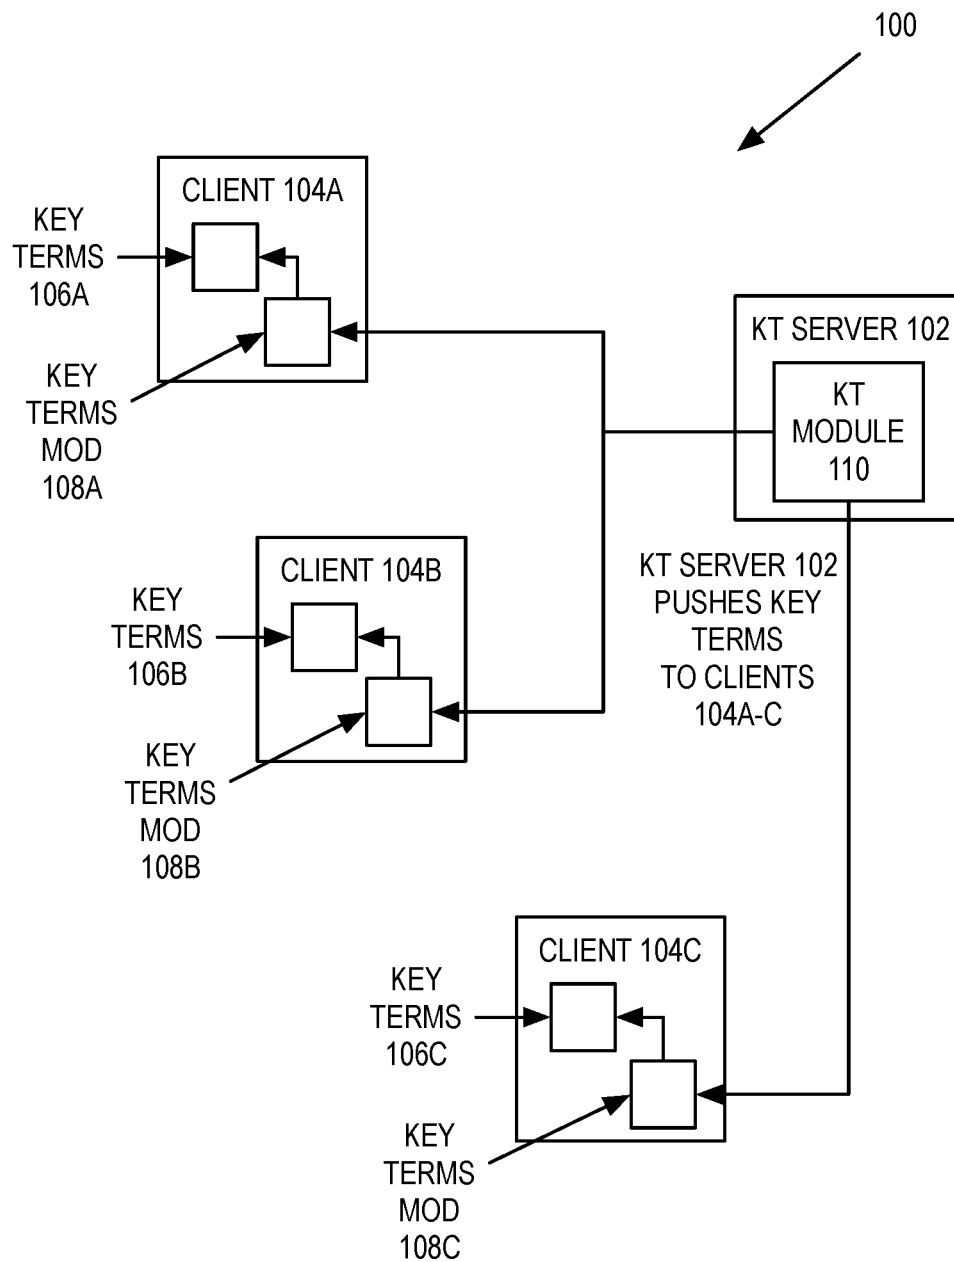 100
CLIENT 104A
KEY
TERMS
106A
KEY
TERMS
MOD
108A
KT SERVER 102
KT
MODULE
110
KT SERVER 102
PUSHES KEY
TERMS
TO CLIENTS
104A-C
CLIENT 104B
KEY
TERMS
106B
KEY
TERMS
MOD
108B
CLIENT 104C
KEY
TERMS
106C
KEY
TERMS
MOD
108C